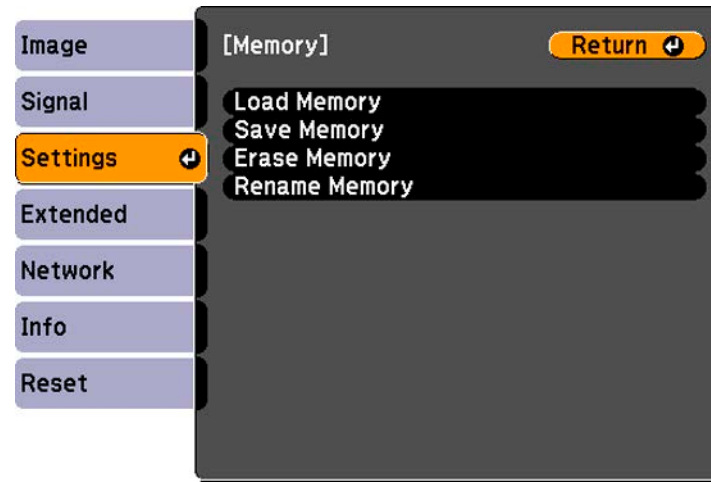 Image
Signal
Settings
Extended
Network
Info
Reset
[Memory]
Return
Load Memory
Save Memory
Erase Memory
Rename Memory